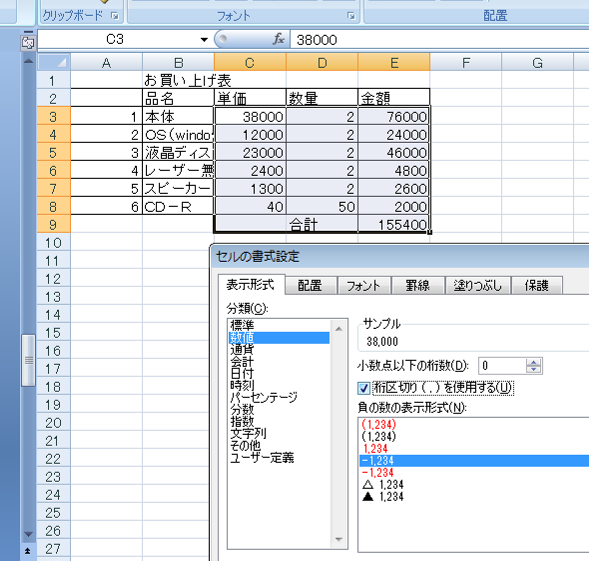 クリップボード フォント 配置
C3 fx 38000
A B C D E F G
1 お買い上げ表
2 品名 単価 数量 金額
3 1 本体 38000 2 76000
4 2 OS(windo 12000 2 24000
5 3 液晶ディス 23000 2 46000
6 4 レーザー無 2400 2 4800
7 5 スピーカー 1300 2 2600
8 6 CD-R 40 50 2000
9 合計 155400
10
11
12
13
14
15
16
17
18
19
20
21
22
23
24
25
26
27
セルの書式設定
表示形式 配置 フォント 罫線 塗りつぶし 保護
分類(C):
標準
数値
通貨
会計
日付
時刻
パーセンテージ
分数
指数
文字列
その他
ユーザー定義
サンプル
38,000
小数点以下の桁数(D): 0
桁区切り(,)を使用する(U)
負の数の表示形式(N):
(1,234)
(1,234)
1,234
-1,234
-1,234
△ 1,234
▲ 1,234